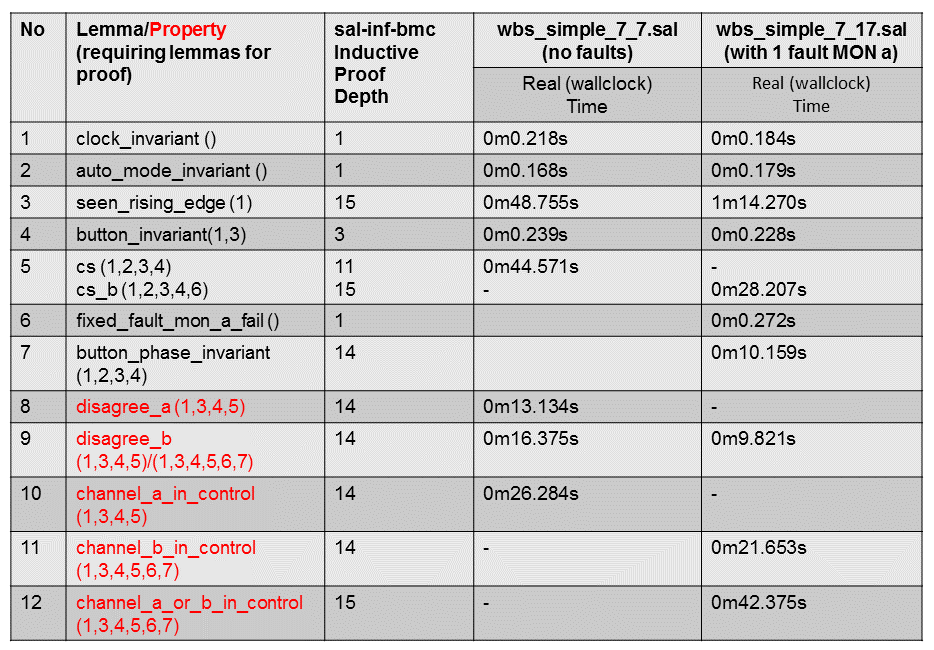 No
Lemma/Property
(requiring lemmas for
proof)
sal-inf-bmc
Inductive
Proof
Depth
wbs_simple_7_7.sal
(no faults)
wbs_simple_7_17.sal
(with 1 fault MON a)
Real (wallclock)
Time
Real (wallclock)
Time
1 clock_invariant () 1 0m0.218s 0m0.184s
2 auto_mode_invariant () 1 0m0.168s 0m0.179s
3 seen_rising_edge (1) 15 0m48.755s 1m14.270s
4 button_invariant(1,3) 3 0m0.239s 0m0.228s
5 cs (1,2,3,4) 11 0m44.571s -
cs_b (1,2,3,4,6) 15 - 0m28.207s
6 fixed_fault_mon_a_fail () 1 0m0.272s
7 button_phase_invariant 14 0m10.159s
(1,2,3,4)
8 disagree_a (1,3,4,5) 14 0m13.134s -
9 disagree_b 14 0m16.375s 0m9.821s
(1,3,4,5)/(1,3,4,5,6,7)
10 channel_a_in_control 14 0m26.284s -
(1,3,4,5)
11 channel_b_in_control 14 - 0m21.653s
(1,3,4,5,6,7)
12 channel_a_or_b_in_control 15 - 0m42.375s
(1,3,4,5,6,7)